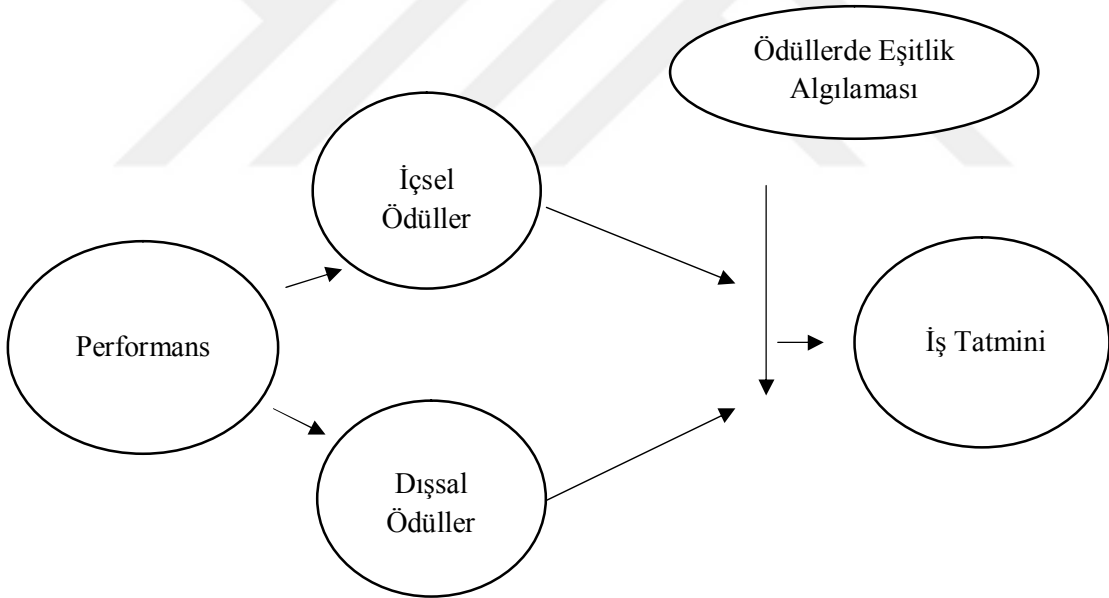 Ödüllerde Eşitlik
Algılaması
İçsel
Ödüller
Performans
İş Tatmini
Dışsal
Ödüller